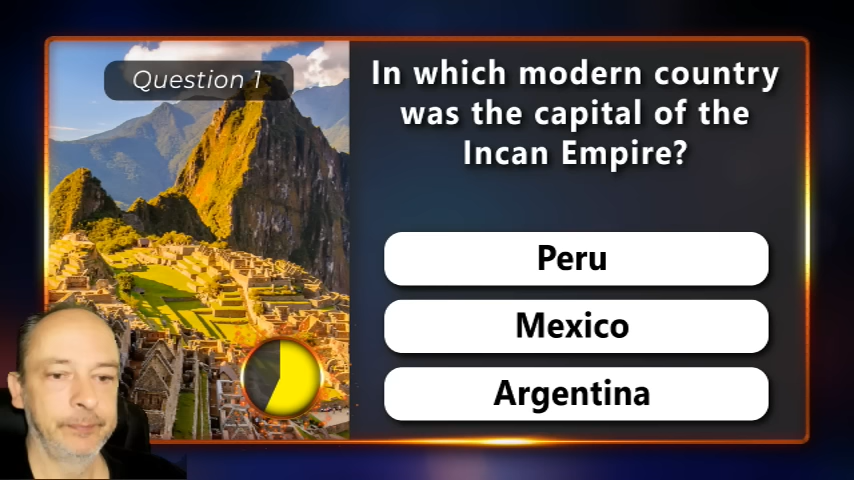 Question 1
In which modern country
was the capital of the
Incan Empire?
Peru
Mexico
Argentina